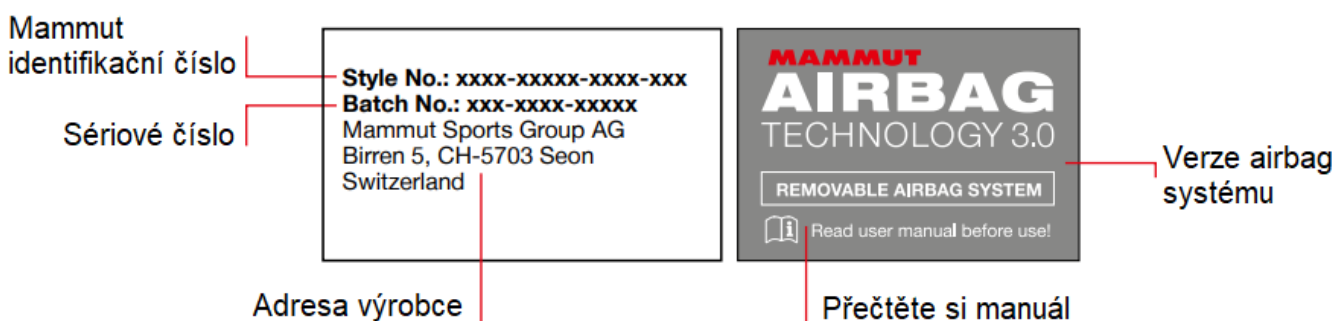 Mammut
identifikační číslo
Sériové číslo
Style No.: xxxx-xxxxx-xxxx-xxx
Batch No.: xxx-xxxx-xxxxx
Mammut Sports Group AG
Birren 5, CH-5703 Seon
Switzerland
Adresa výrobce
MAMMUT
AIRBAG
TECHNOLOGY 3.0
REMOVABLE AIRBAG SYSTEM
Read user manual before use!
Verze airbag
systému
Přečtěte si manuál